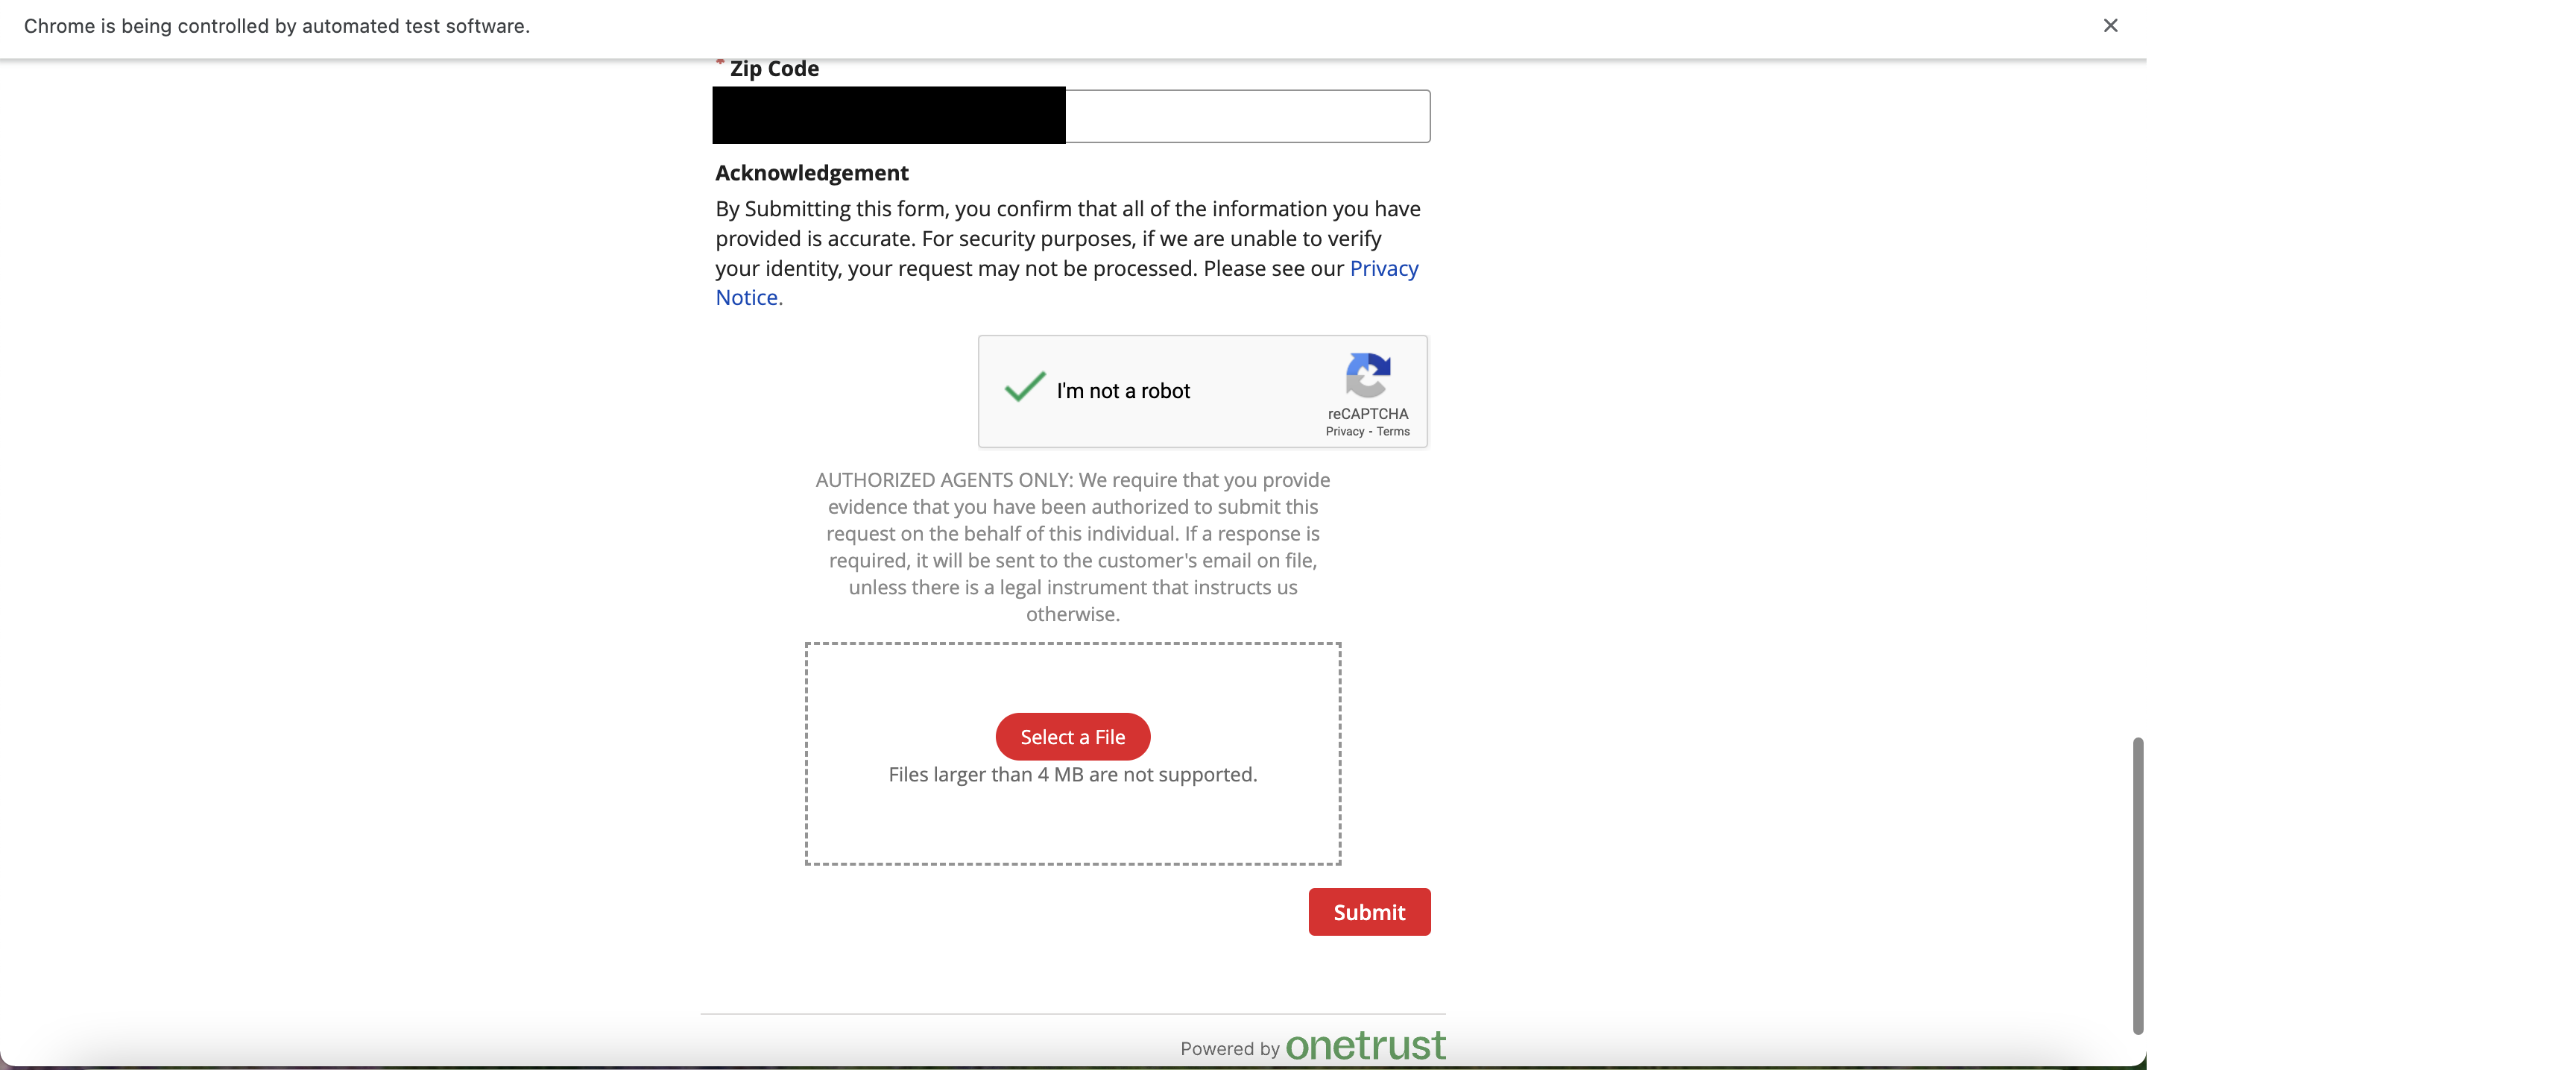 Chrome is being controlled by automated test software.
* Zip Code
Acknowledgement
By Submitting this form, you confirm that all of the information you have
provided is accurate. For security purposes, if we are unable to verify
your identity, your request may not be processed. Please see our Privacy
Notice.
I'm not a robot
reCAPTCHA
Privacy - Terms
AUTHORIZED AGENTS ONLY: We require that you provide
evidence that you have been authorized to submit this
request on the behalf of this individual. If a response is
required, it will be sent to the customer's email on file,
unless there is a legal instrument that instructs us
otherwise.
Select a File
Files larger than 4 MB are not supported.
Submit
Powered by onetrust